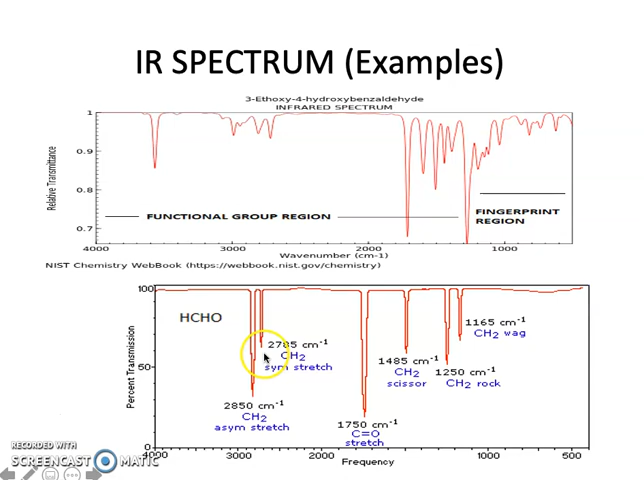 IR SPECTRUM (Examples)
3-Ethoxy-4-hydroxybenzaldehyde
INFRARED SPECTRUM
1
0.9
0.8
0.7
Relative Transmittance
FUNCTIONAL GROUP REGION
FINGERPRINT
REGION
4000 3000 2000 1000
Wavenumber (cm-1)
NIST Chemistry WebBook (https://webbook.nist.gov/chemistry)
100
50
0
Percent Transmission
HCHO
2785 cm-1
CH2
sym stretch
2850 cm-1
CH2
asym stretch
1750 cm-1
C=O
stretch
1485 cm-1
CH2
scissor
1250 cm-1
CH2 rock
1165 cm-1
CH2 wag
4000 3000 2000 1000 500
Frequency
RECORDED WITH
SCREENCAST MATIC